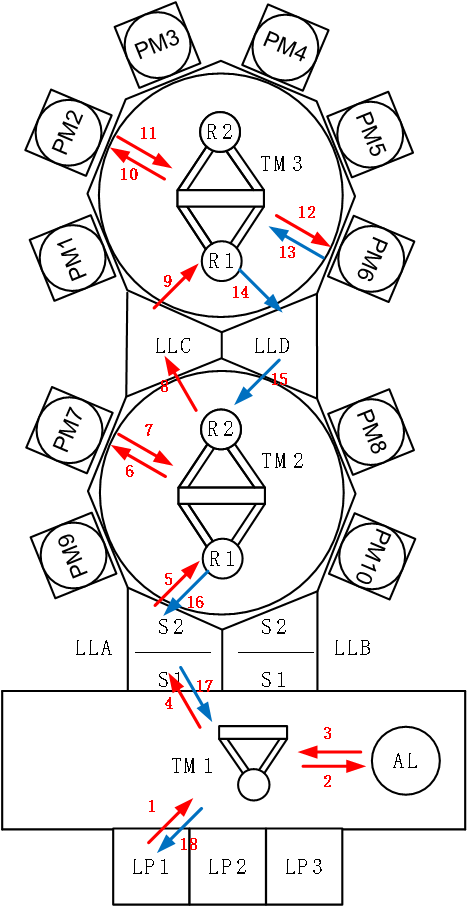 PM3
PM4
PM2
PM5
R2
TM3
11
10
12
13
PM1
PM6
9
R1
14
LLC
LLD
8
15
PM7
PM8
R2
7
TM2
6
R1
5
16
PM9
PM10
S2
S2
LLA
LLB
S1
S1
17
4
3
TM1
AL
2
1
18
LP1
LP2
LP3